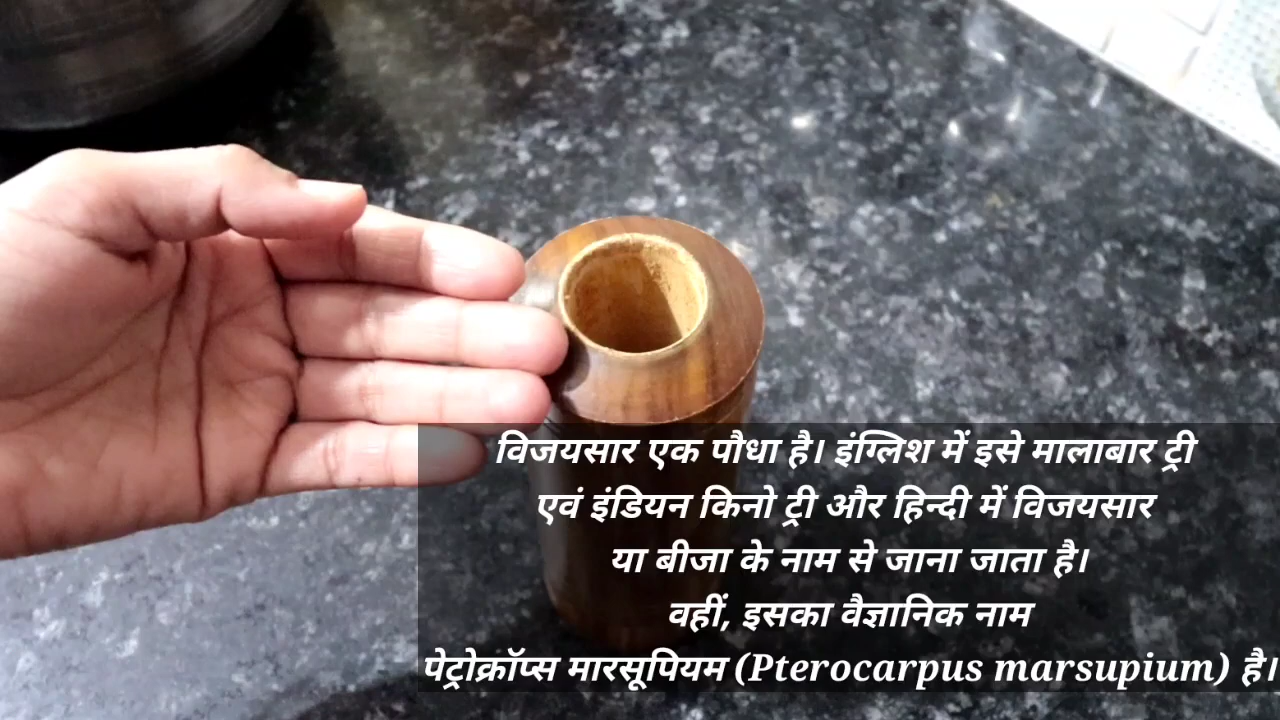 विजयसार एक पौधा है। इंग्लिश में इसे मालाबार ट्री
एवं इंडियन किनो ट्री और हिन्दी में विजयसार
या बीजा के नाम से जाना जाता है।
वहीं, इसका वैज्ञानिक नाम
पेट्रोक्रॉप्स मारसूपियम (Pterocarpus marsupium) है।